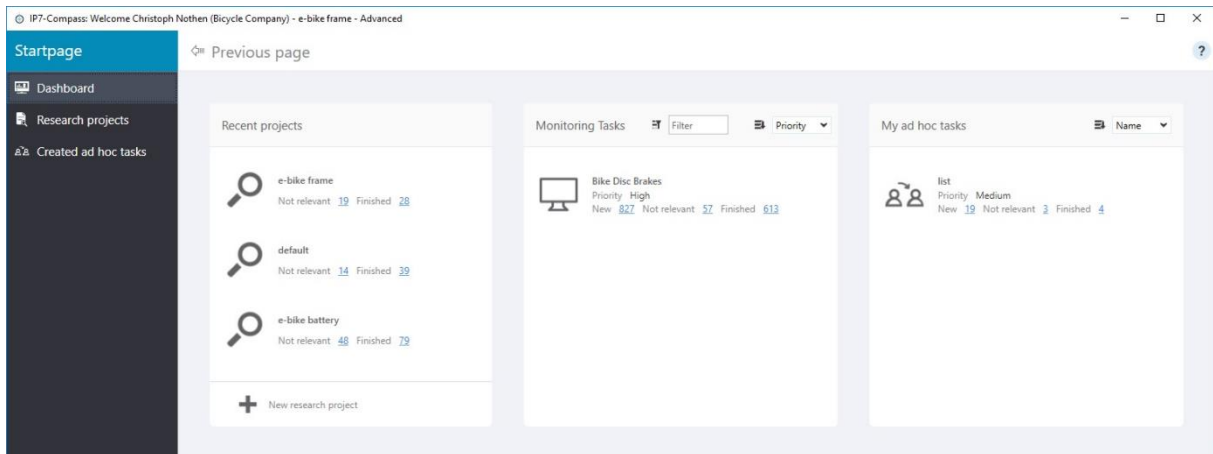 IP7-Compass: Welcome Christoph Nothen (Bicycle Company) - e-bike frame - Advanced
Startpage
Previous page
?
Dashboard
Research projects
Created ad hoc tasks
Recent projects
e-bike frame
Not relevant 19 Finished 28
default
Not relevant 14 Finished 39
e-bike battery
Not relevant 48 Finished 79
New research project
Monitoring Tasks Filter Priority
Bike Disc Brakes
Priority High
New 827 Not relevant 57 Finished 613
My ad hoc tasks Name
list
Priority Medium
New 19 Not relevant 3 Finished 4